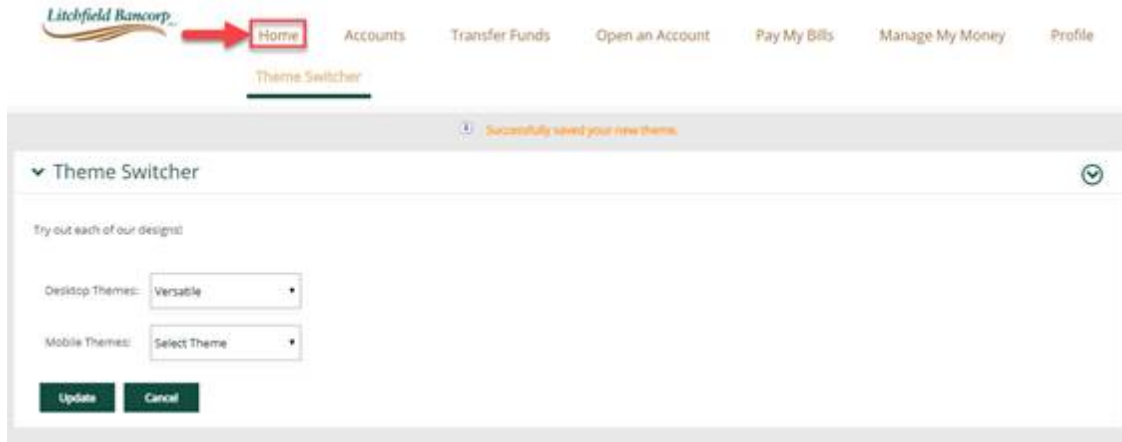 Litchfield Bancorp
Home Accounts Transfer Funds Open an Account Pay My Bills Manage My Money Profile
Theme Switcher
Successfully saved your new theme.
Theme Switcher
Try out each of our designs!
Desktop Themes: Versatile
Mobile Themes: Select Theme
Update Cancel